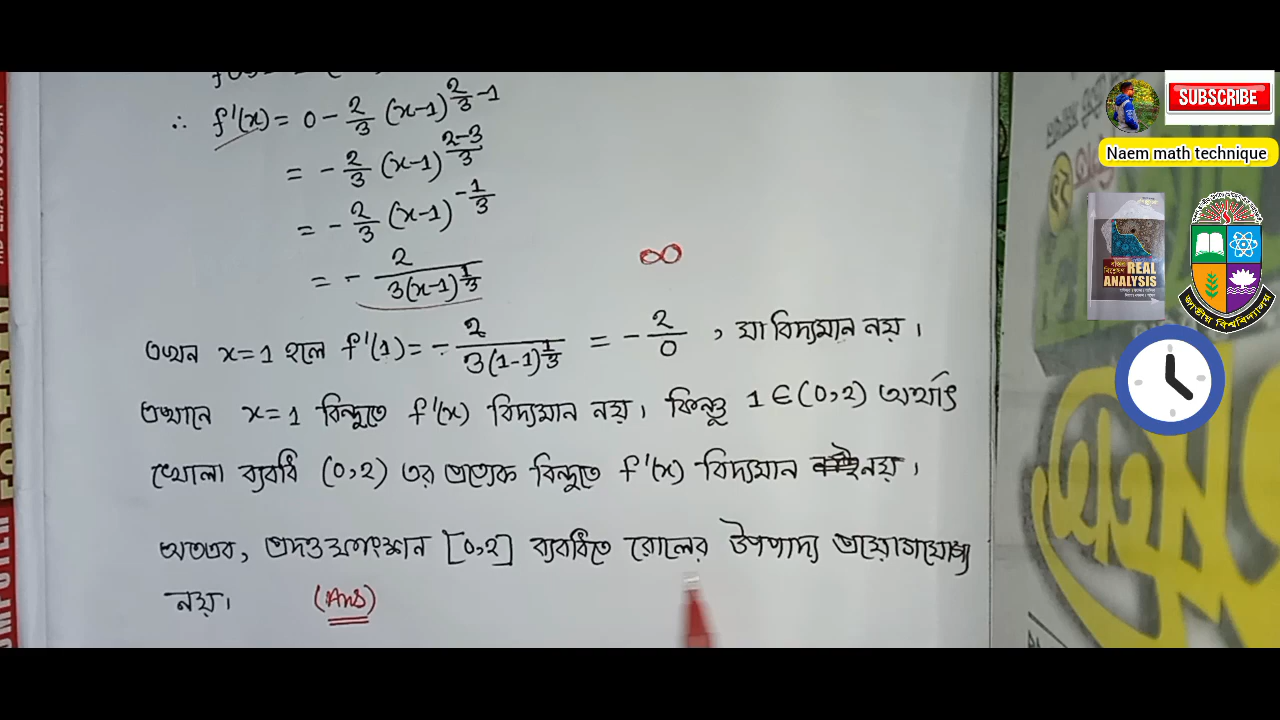 ∴ f'(x) = 0 - 2/3 (x-1)^(2/3 - 1)
= - 2/3 (x-1)^((2-3)/3)
= - 2/3 (x-1)^(-1/3)
= - 2/(3(x-1)^(1/3))
∞
এখন x=1 হলে f'(1) = - 2/(3(1-1)^(1/3)) = - 2/0 , যা বিদ্যমান নয়।
এখানে x=1 বিন্দুতে f'(x) বিদ্যমান নয়। কিন্তু 1∈(0,2) অর্থাৎ
খোলা ব্যবধি (0,2) এর প্রত্যেক বিন্দুতে f'(x) বিদ্যমান নয়।
অতএব, প্রদত্ত ফাংশন [0,2] ব্যবধিতে রোলের উপপাদ্য প্রয়োগযোগ্য
নয়। (Ans)
SUBSCRIBE
Naem math technique
REAL
ANALYSIS
জাতীয় বিশ্ববিদ্যালয়